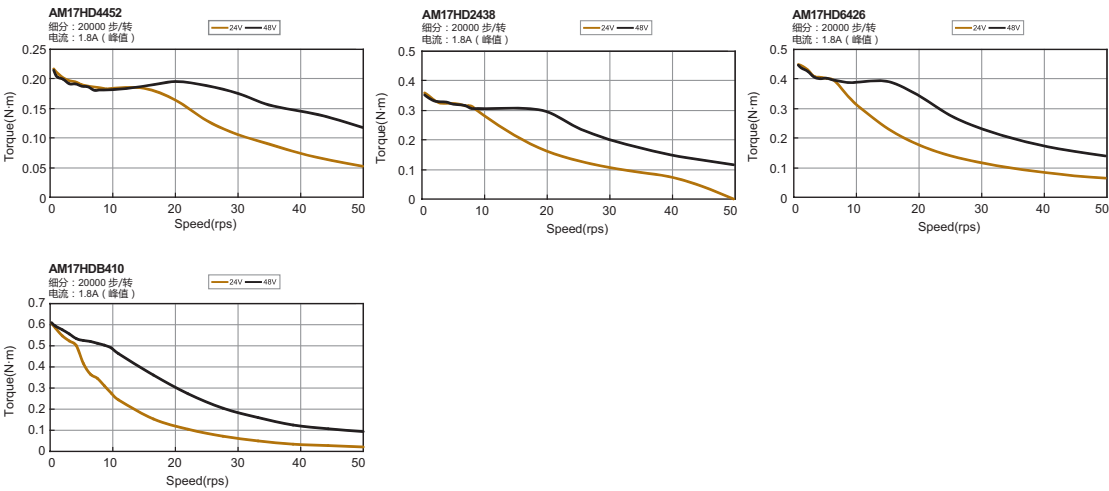 AM17HD4452
细分：20000 步/转
电流：1.8A（峰值）
24V 48V
0.25
0.20
0.15
0.10
0.05
0
Torque(N·m)
0 10 20 30 40 50
Speed(rps)
AM17HD2438
细分：20000 步/转
电流：1.8A（峰值）
24V 48V
0.5
0.4
0.3
0.2
0.1
0
Torque(N·m)
0 10 20 30 40 50
Speed(rps)
AM17HD6426
细分：20000 步/转
电流：1.8A（峰值）
24V 48V
0.5
0.4
0.3
0.2
0.1
0
Torque(N·m)
0 10 20 30 40 50
Speed(rps)
AM17HDB410
细分：20000 步/转
电流：1.8A（峰值）
24V 48V
0.7
0.6
0.5
0.4
0.3
0.2
0.1
0
Torque(N·m)
0 10 20 30 40 50
Speed(rps)